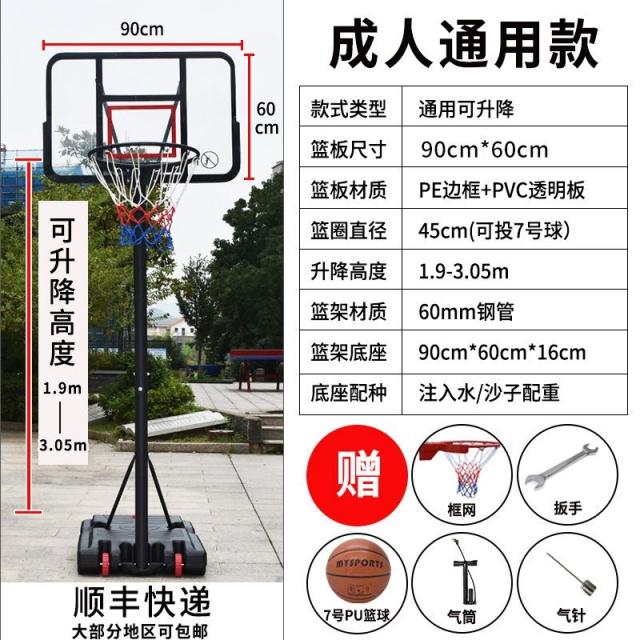 90cm
60
cm
可升降高度
1.9m
3.05m
顺丰快递
大部分地区可包邮
成人通用款
款式类型 通用可升降
篮板尺寸 90cm*60cm
篮板材质 PE边框+PVC透明板
篮圈直径 45cm(可投7号球）
升降高度 1.9-3.05m
篮架材质 60mm钢管
篮架底座 90cm*60cm*16cm
底座配种 注入水/沙子配重
赠
框网
扳手
MYSPORTS
7号PU篮球
气筒
气针